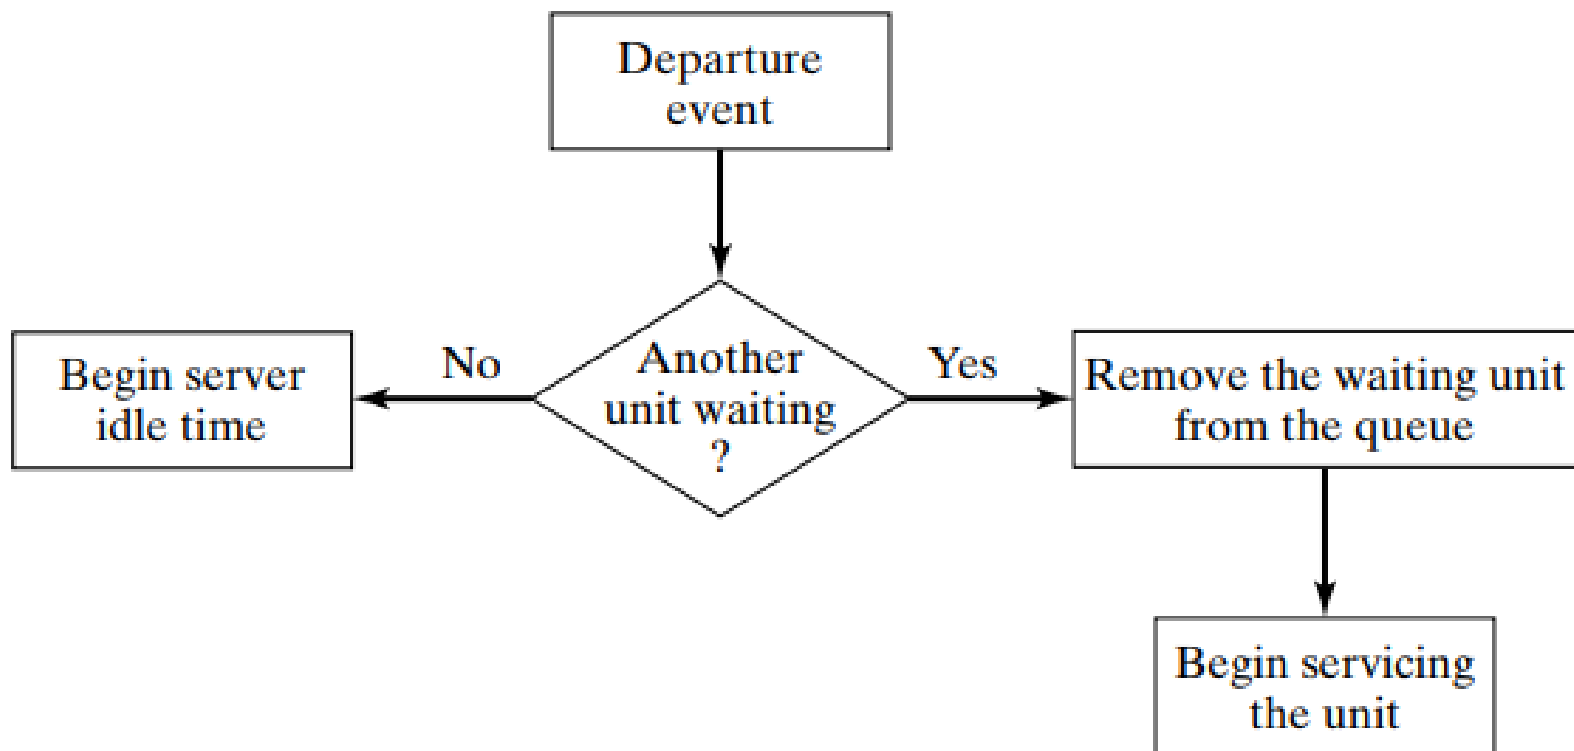 Departure
event
No
Another
unit waiting
?
Yes
Begin server
idle time
Remove the waiting unit
from the queue
Begin servicing
the unit